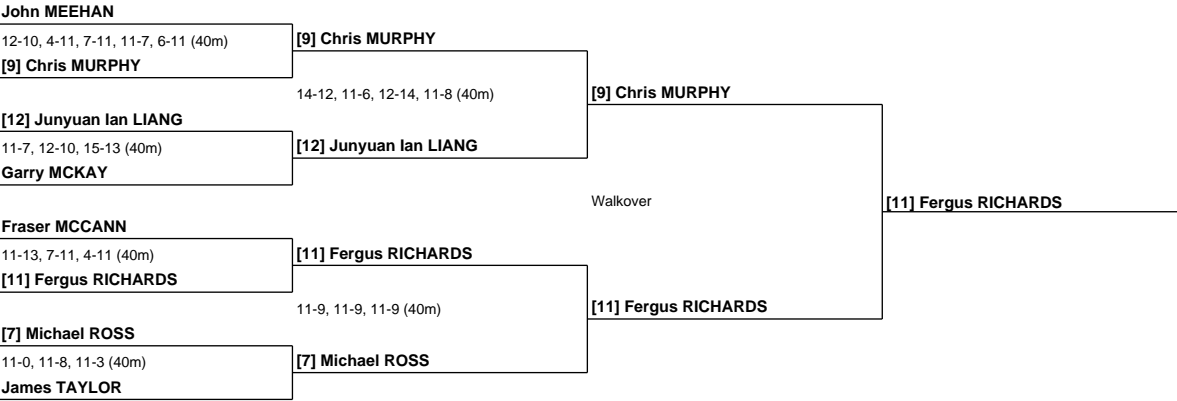 John MEEHAN
12-10, 4-11, 7-11, 11-7, 6-11 (40m)
[9] Chris MURPHY
[9] Chris MURPHY
14-12, 11-6, 12-14, 11-8 (40m)
[9] Chris MURPHY
[12] Junyuan Ian LIANG
11-7, 12-10, 15-13 (40m)
[12] Junyuan Ian LIANG
Garry MCKAY
Walkover
[11] Fergus RICHARDS
Fraser MCCANN
11-13, 7-11, 4-11 (40m)
[11] Fergus RICHARDS
[11] Fergus RICHARDS
11-9, 11-9, 11-9 (40m)
[11] Fergus RICHARDS
[7] Michael ROSS
11-0, 11-8, 11-3 (40m)
[7] Michael ROSS
James TAYLOR